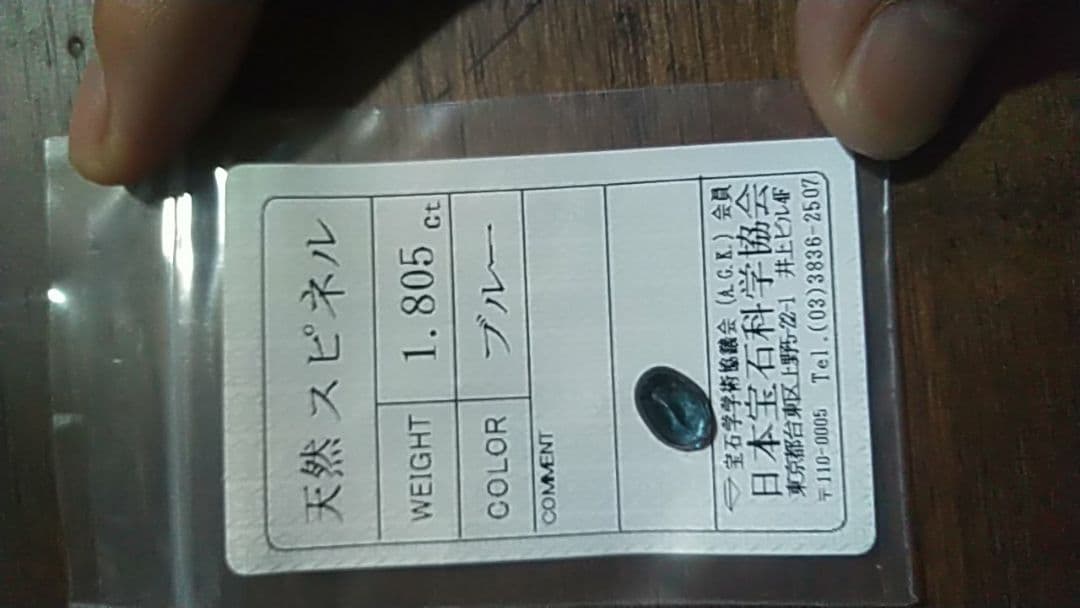 天然スピネル
WEIGHT 1.805 ct
COLOR ブルー
COMMENT
宝石学学術協議会 (A.G.K.) 会員
日本宝石科学協会
東京都台東区上野5-22-1 井上ビル4F
〒110-0005 Tel.(03)3836-2507